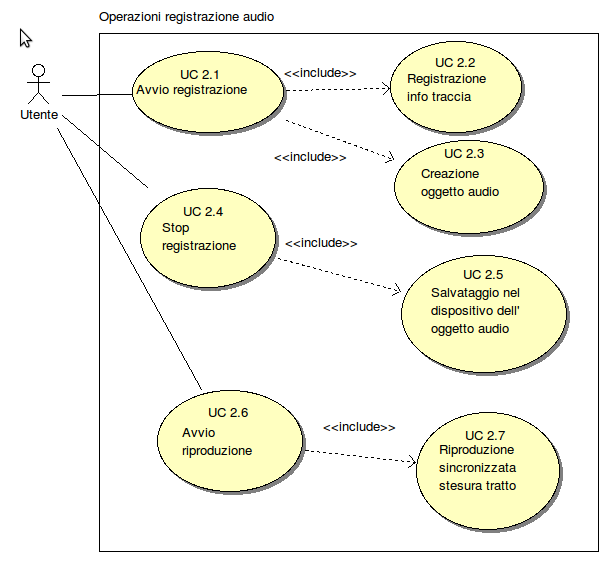 Operazioni registrazione audio
Utente
UC 2.1
Avvio registrazione
<<include>>
UC 2.2
Registrazione
info traccia
<<include>>
UC 2.3
Creazione
oggetto audio
UC 2.4
Stop
registrazione
<<include>>
UC 2.5
Salvataggio nel
dispositivo dell'
oggetto audio
UC 2.6
Avvio
riproduzione
<<include>>
UC 2.7
Riproduzione
sincronizzata
stesura tratto